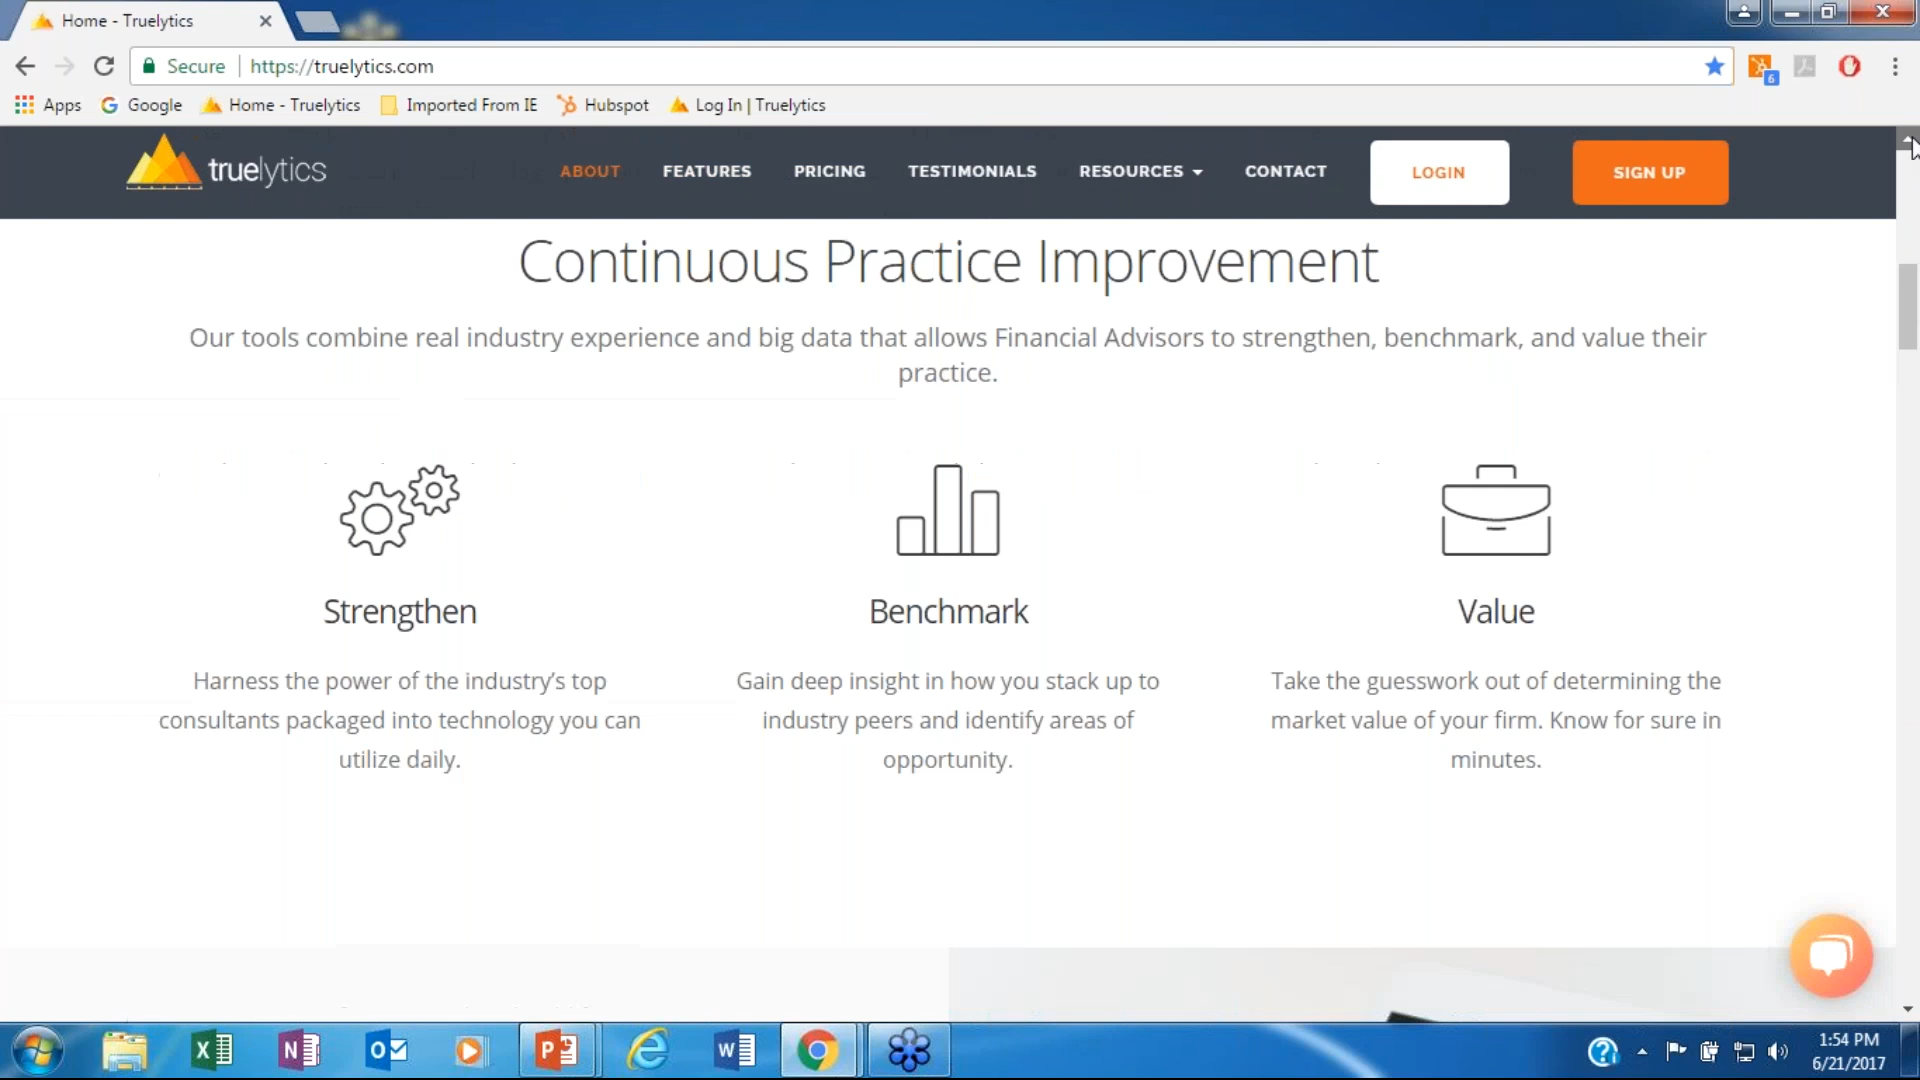 Home - Truelytics
Secure https://truelytics.com
6
Apps Google Home - Truelytics Imported From IE Hubspot Log In | Truelytics
truelytics ABOUT FEATURES PRICING TESTIMONIALS RESOURCES CONTACT LOGIN SIGN UP
Continuous Practice Improvement
Our tools combine real industry experience and big data that allows Financial Advisors to strengthen, benchmark, and value their
practice.
Strengthen
Harness the power of the industry’s top
consultants packaged into technology you can
utilize daily.
Benchmark
Gain deep insight in how you stack up to
industry peers and identify areas of
opportunity.
Value
Take the guesswork out of determining the
market value of your firm. Know for sure in
minutes.
1:54 PM
6/21/2017